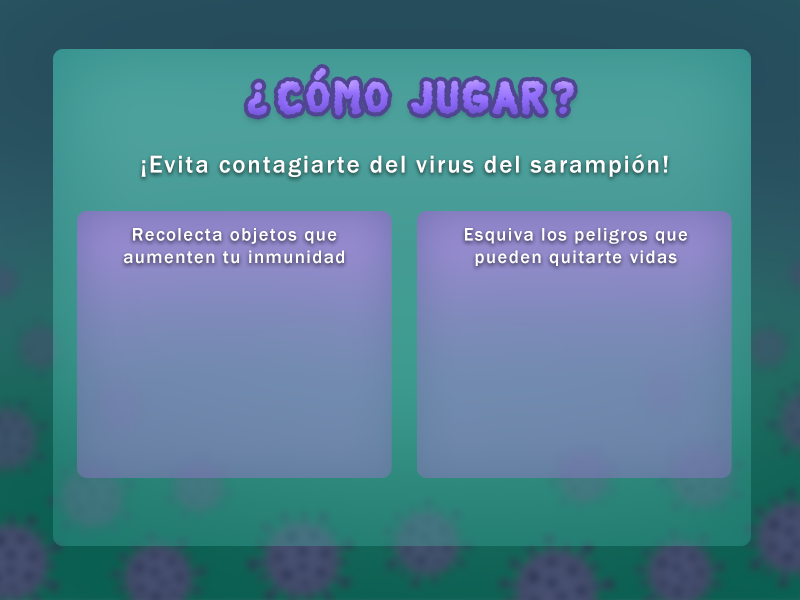 ¿CÓMO JUGAR?
¡Evita contagiarte del virus del sarampión!
Recolecta objetos que
aumenten tu inmunidad
Esquiva los peligros que
pueden quitarte vidas